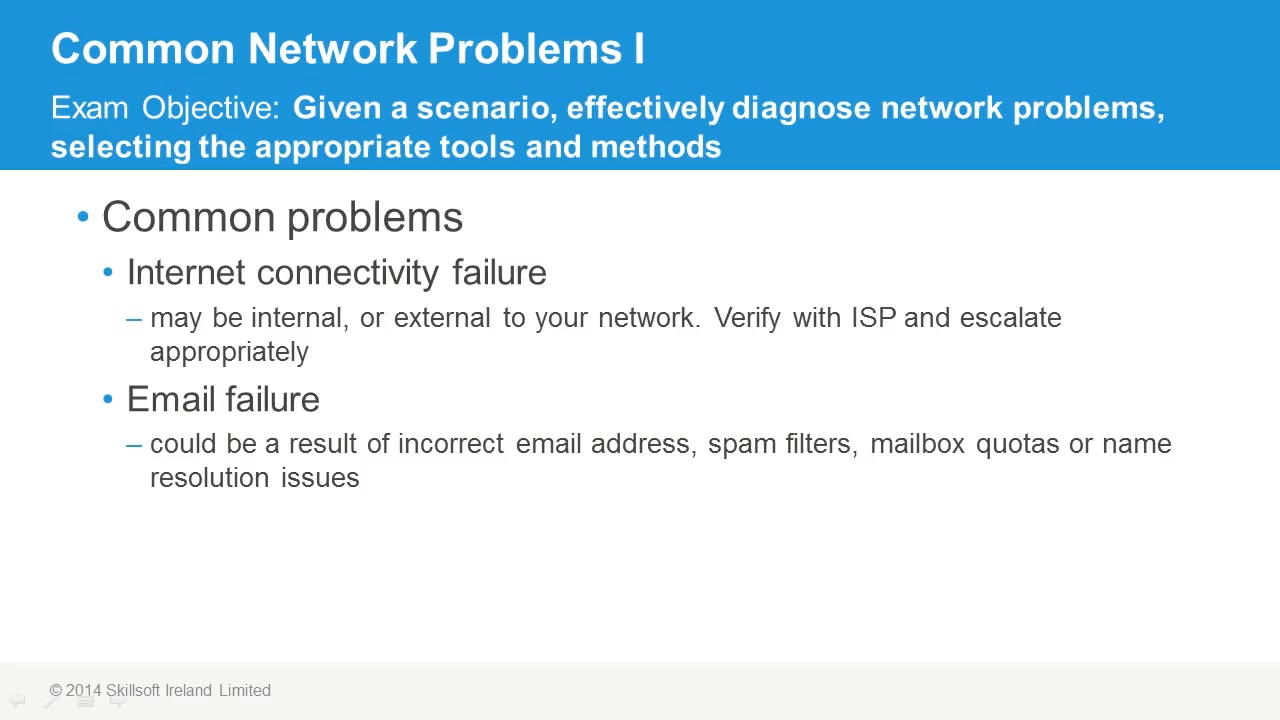 Common Network Problems I
Exam Objective: Given a scenario, effectively diagnose network problems,
selecting the appropriate tools and methods
• Common problems
• Internet connectivity failure
– may be internal, or external to your network. Verify with ISP and escalate
appropriately
• Email failure
– could be a result of incorrect email address, spam filters, mailbox quotas or name
resolution issues
© 2014 Skillsoft Ireland Limited